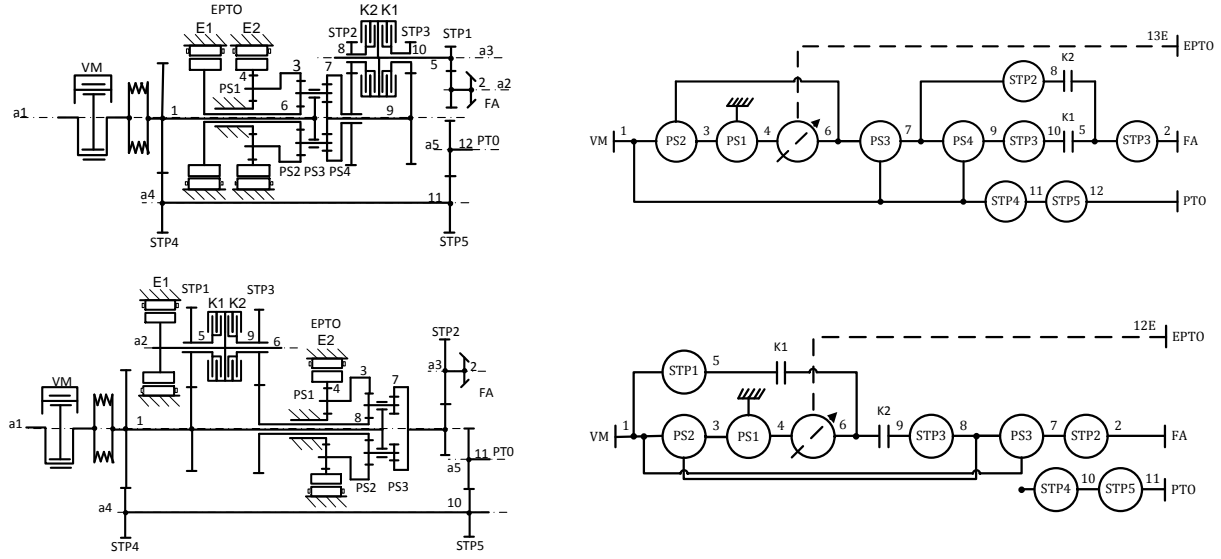 EPTO
E1 E2
STP2 K2 K1 STP3 STP1
8 10 a3
VM 4 3 7 5
PS1 2 a2
FA
a1 1 6 9
a5 12 PTO
PS2 PS3 PS4
a4 11
STP4 STP5
13E EPTO
STP2 8 K2
VM 1 PS2 3 PS1 4 6 PS3 7 PS4 9 STP3 10 K1 5 STP3 2 FA
STP4 11 STP5 12 PTO
E1 STP1 K1 K2 STP3
EPTO
E2
a2 5 9 6
STP2
a3 2
FA
VM PS1 4 3 7
a1 1 8
a5 11 PTO
PS2 PS3
a4 10
STP4 STP5
12E EPTO
STP1 5 K1
VM 1 PS2 3 PS1 4 6 K2 9 STP3 8 PS3 7 STP2 2 FA
STP4 10 STP5 11 PTO